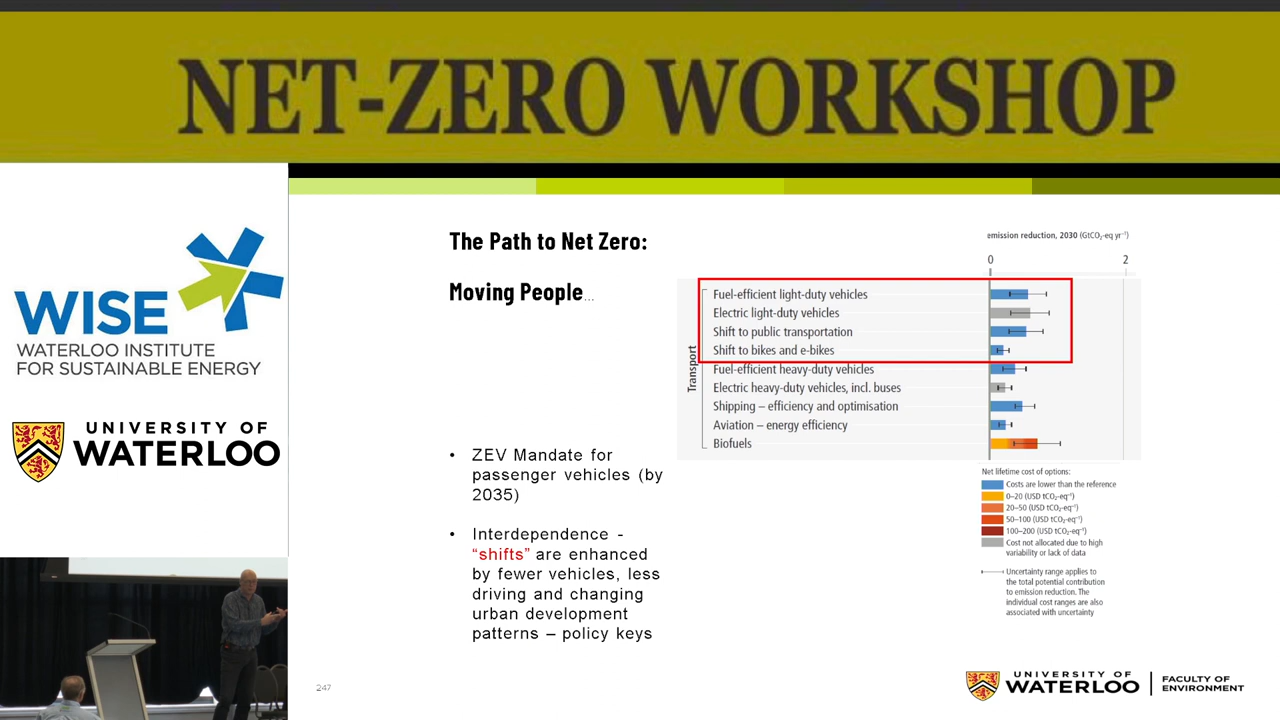 NET-ZERO WORKSHOP
WISE
WATERLOO INSTITUTE
FOR SUSTAINABLE ENERGY
UNIVERSITY OF
WATERLOO
The Path to Net Zero:
Moving People...
• ZEV Mandate for
passenger vehicles (by
2035)
• Interdependence -
“shifts” are enhanced
by fewer vehicles, less
driving and changing
urban development
patterns – policy keys
emission reduction, 2030 (GtCO₂-eq yr⁻¹)
0 2
Transport
Fuel-efficient light-duty vehicles
Electric light-duty vehicles
Shift to public transportation
Shift to bikes and e-bikes
Fuel-efficient heavy-duty vehicles
Electric heavy-duty vehicles, incl. buses
Shipping – efficiency and optimisation
Aviation – energy efficiency
Biofuels
Net lifetime cost of options:
Costs are lower than the reference
0–20 (USD tCO₂-eq⁻¹)
20–50 (USD tCO₂-eq⁻¹)
50–100 (USD tCO₂-eq⁻¹)
100–200 (USD tCO₂-eq⁻¹)
Cost not allocated due to high
variability or lack of data
Uncertainty range applies to
the total potential contribution
to emission reduction. The
individual cost ranges are also
associated with uncertainty
247
UNIVERSITY OF
WATERLOO
FACULTY OF
ENVIRONMENT